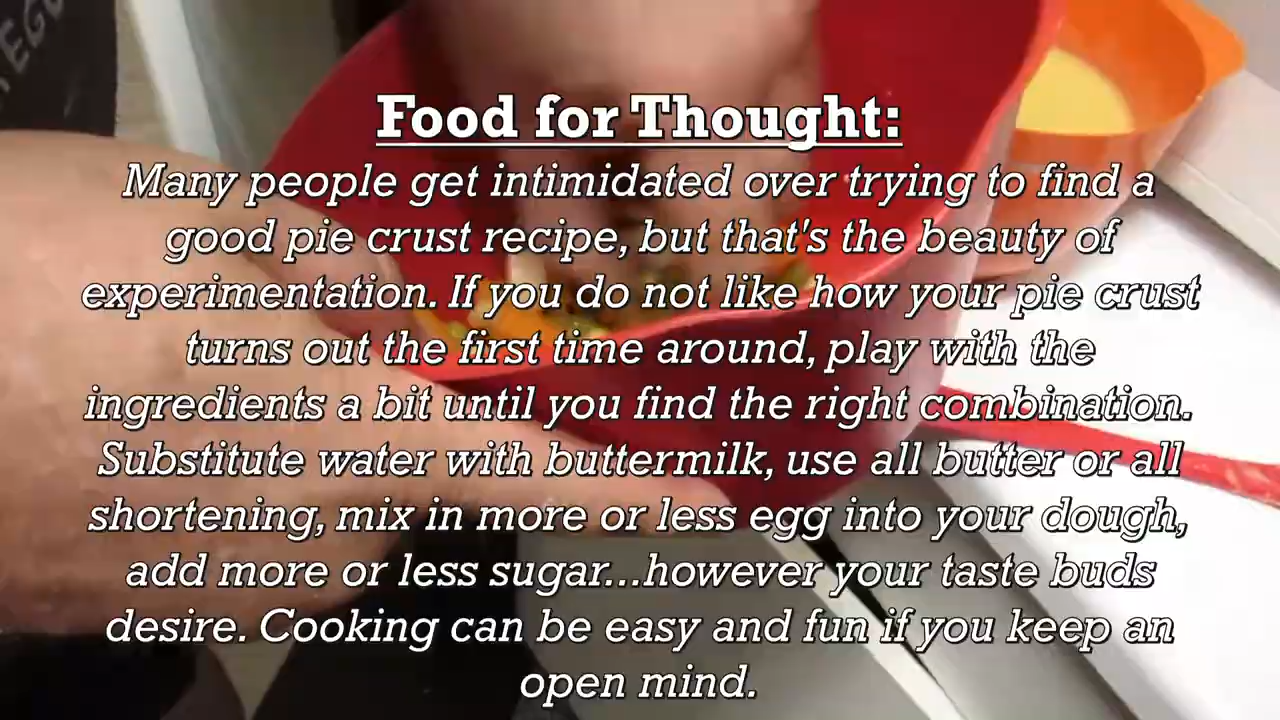 EGG
Food for Thought:
Many people get intimidated over trying to find a
good pie crust recipe, but that's the beauty of
experimentation. If you do not like how your pie crust
turns out the first time around, play with the
ingredients a bit until you find the right combination.
Substitute water with buttermilk, use all butter or all
shortening, mix in more or less egg into your dough,
add more or less sugar...however your taste buds
desire. Cooking can be easy and fun if you keep an
open mind.